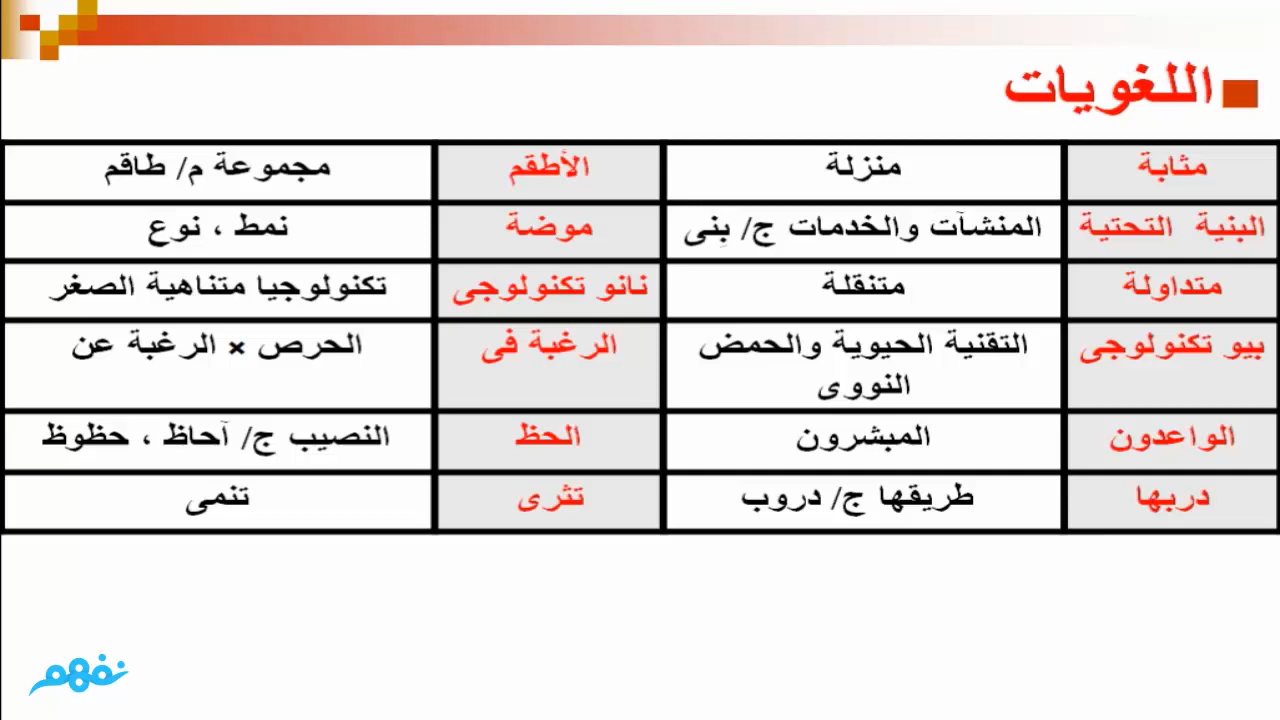 اللغويات
مثابة منزلة الأطقم مجموعة م/ طاقم
البنية التحتية المنشآت والخدمات ج/ بِنى موضة نمط ، نوع
متداولة متنقلة نانو تكنولوجى تكنولوجيا متناهية الصغر
بيو تكنولوجى التقنية الحيوية والحمض الرغبة فى الحرص × الرغبة عن
النووى
الواعدون المبشرون الحظ النصيب ج/ آحاظ ، حظوظ
دربها طريقها ج/ دروب تثرى تنمى
نفهم